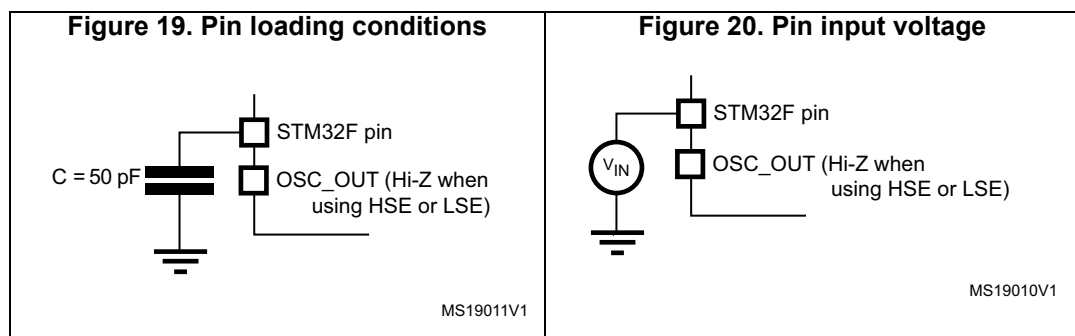 Figure 19. Pin loading conditions
STM32F pin
C = 50 pF
OSC_OUT (Hi-Z when
using HSE or LSE)
MS19011V1
Figure 20. Pin input voltage
STM32F pin
VIN
OSC_OUT (Hi-Z when
using HSE or LSE)
MS19010V1